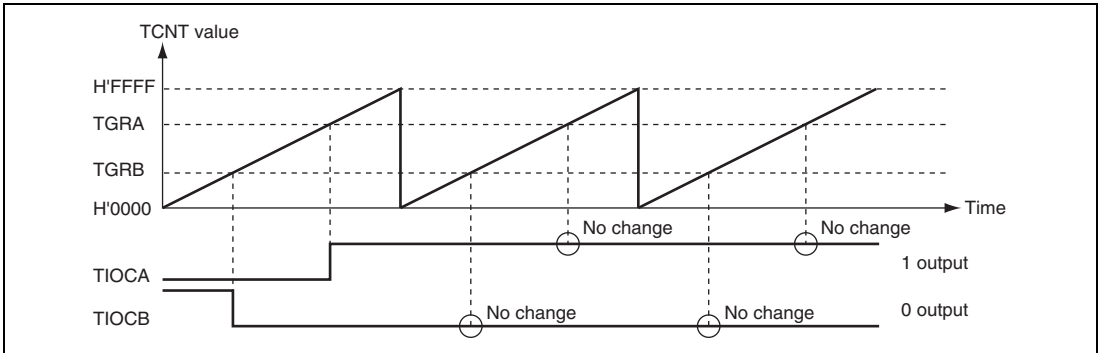 TCNT value
H'FFFF
TGRA
TGRB
H'0000
Time
No change
No change
TIOCA
1 output
TIOCB
No change
No change
0 output